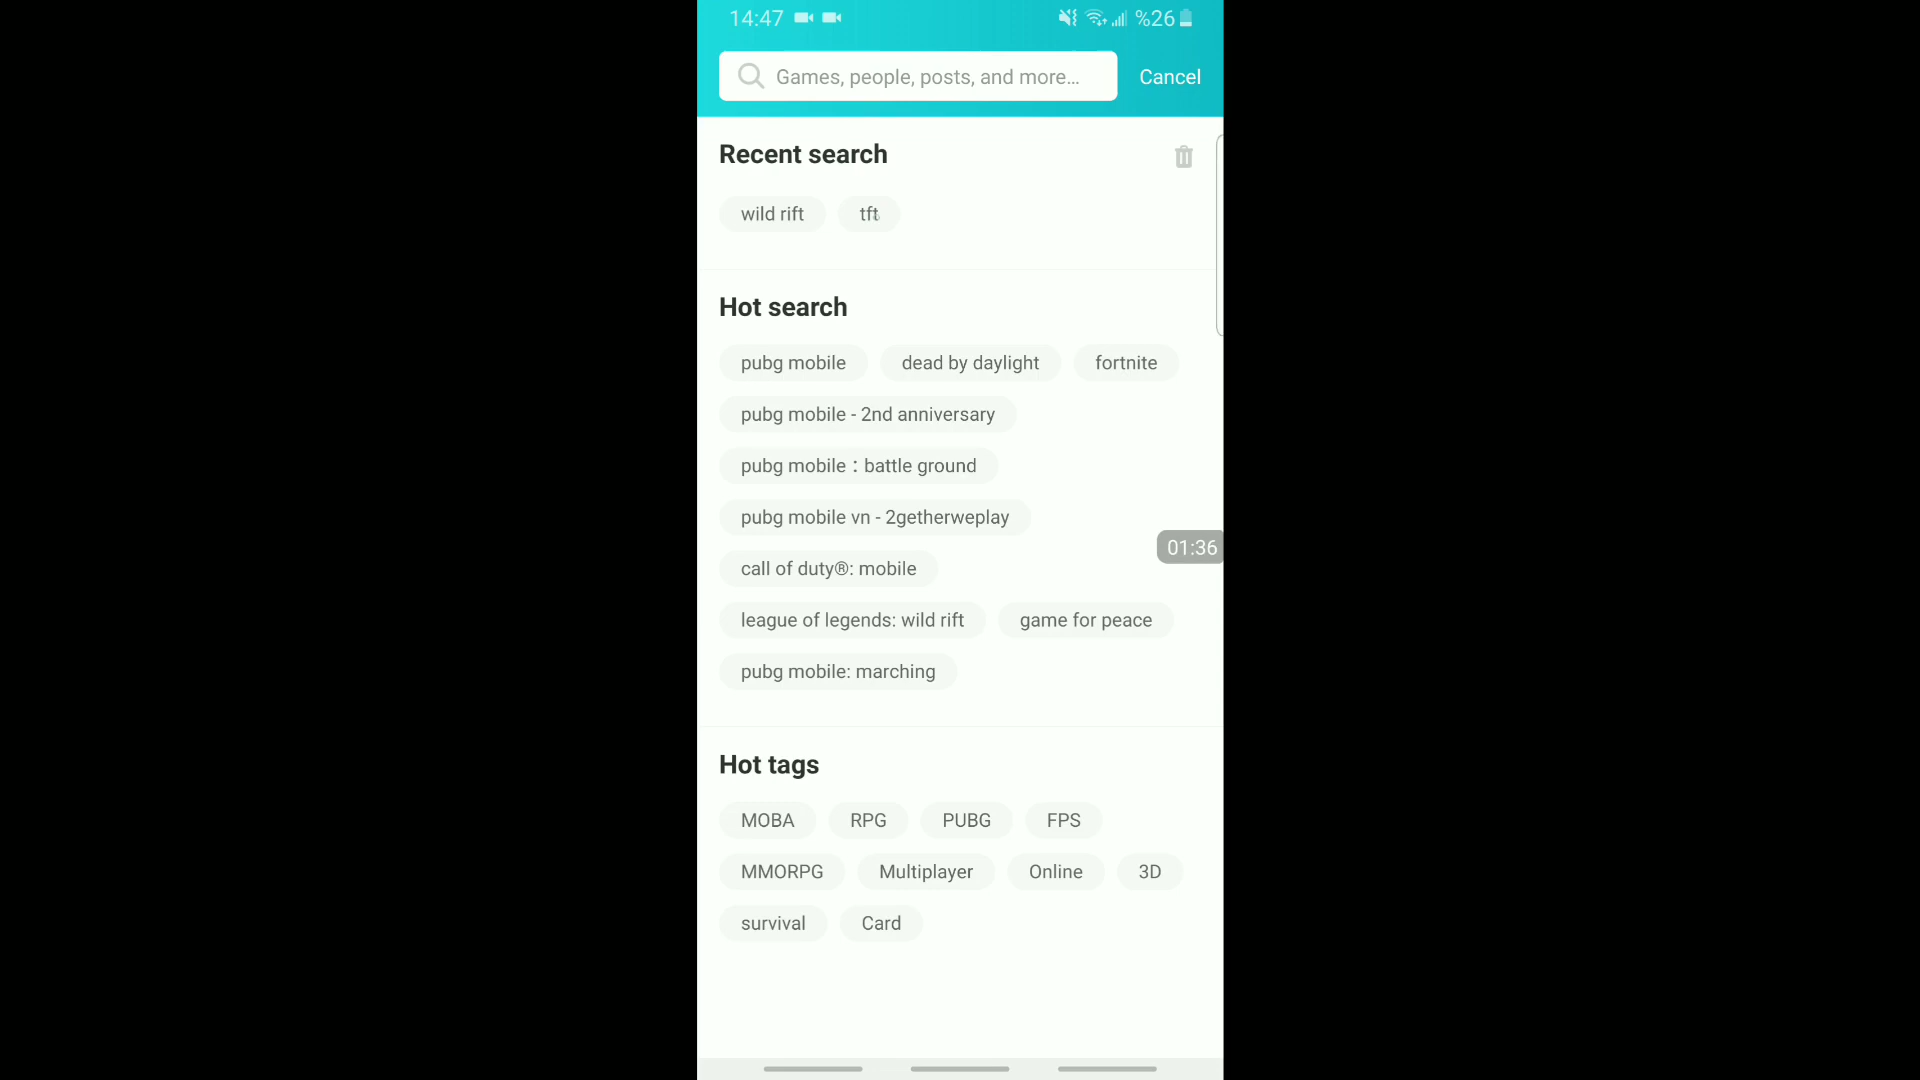 14:47 %26
Games, people, posts, and more... Cancel
Recent search
wild rift tft
Hot search
pubg mobile dead by daylight fortnite
pubg mobile - 2nd anniversary
pubg mobile：battle ground
pubg mobile vn - 2getherweplay
01:36
call of duty®: mobile
league of legends: wild rift game for peace
pubg mobile: marching
Hot tags
MOBA RPG PUBG FPS
MMORPG Multiplayer Online 3D
survival Card